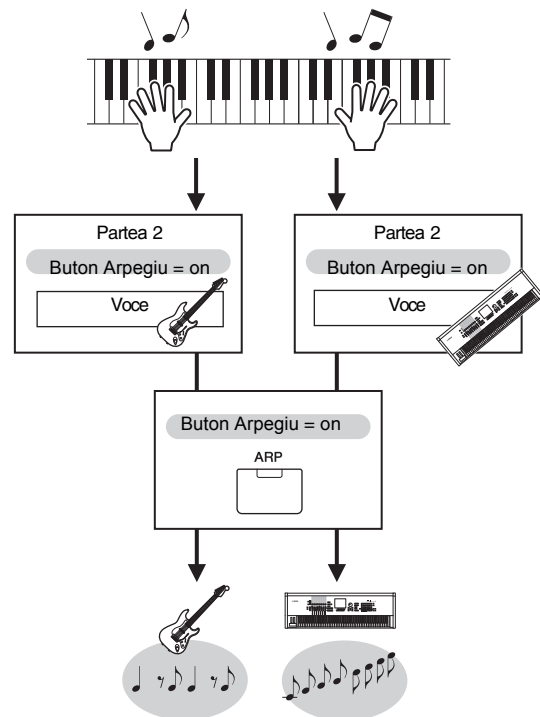 Partea 2
Buton Arpegiu = on
Voce
Partea 2
Buton Arpegiu = on
Voce
Buton Arpegiu = on
ARP